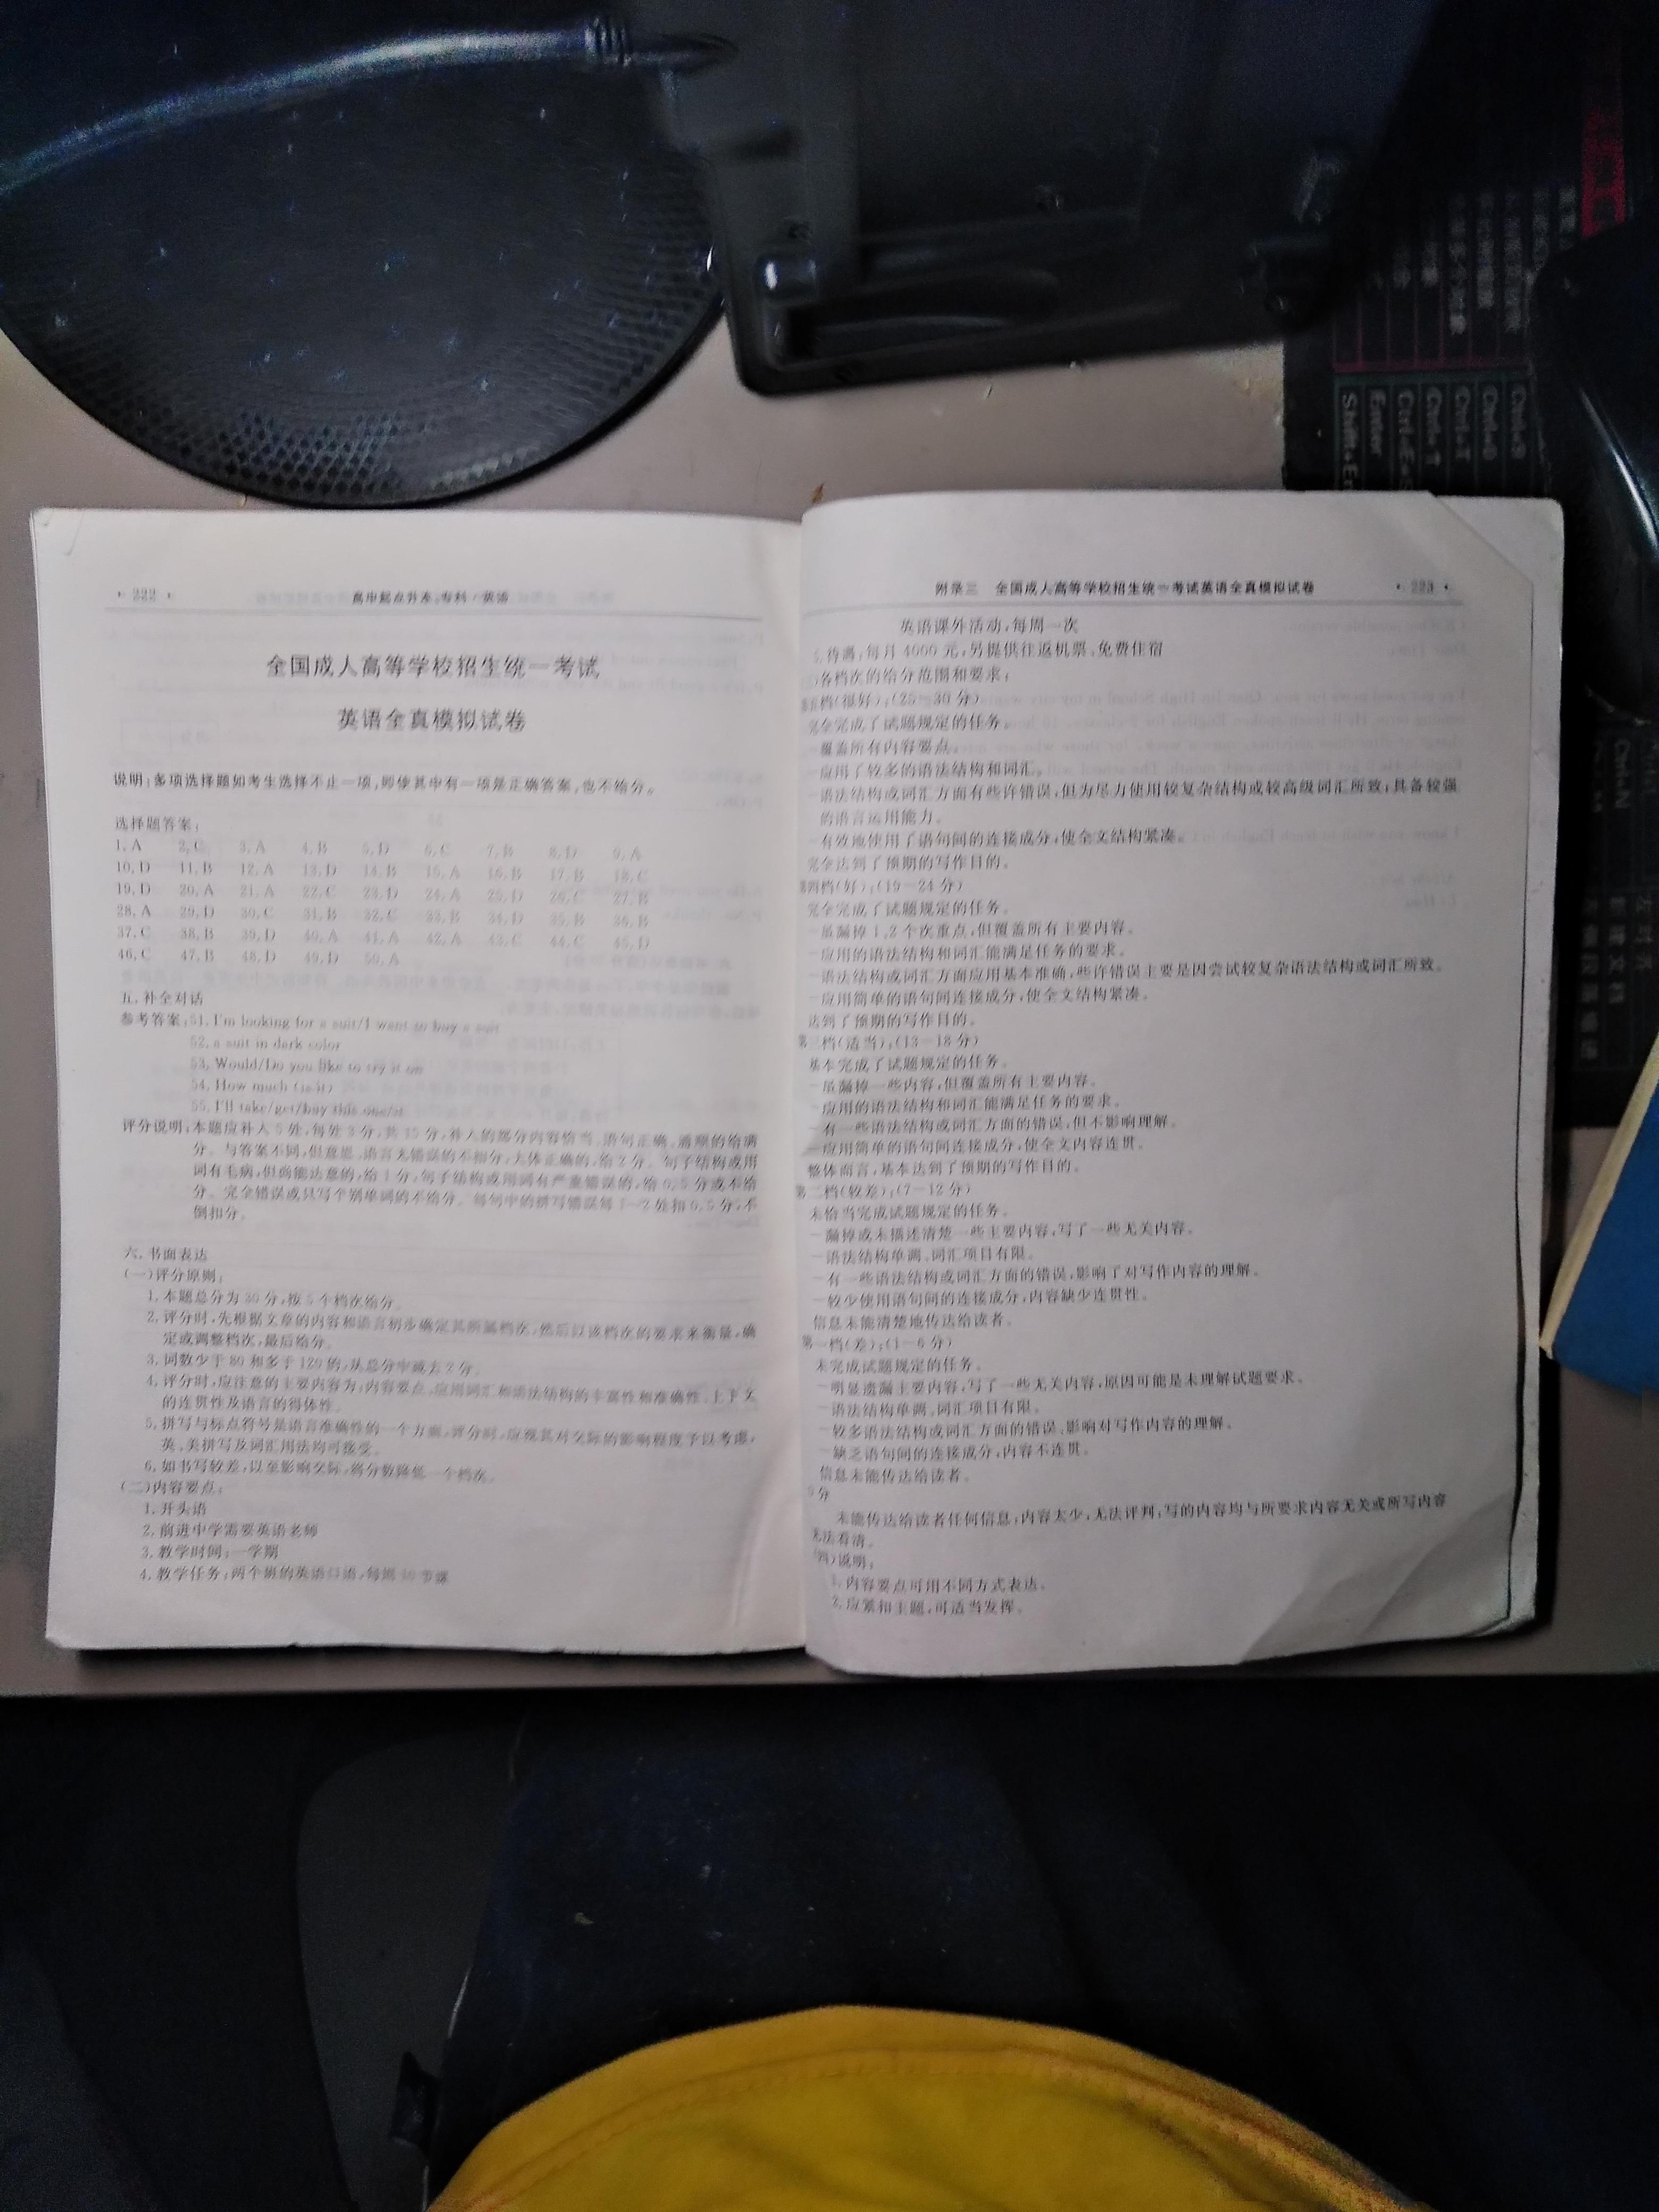 · 222 ·
高中起点升本、专科·英语
全国成人高等学校招生统一考试
英语全真模拟试卷
说明:多项选择题如考生选择不止一项,即使其中有一项是正确答案,也不给分。
选择题答案:
1. A 2. C 3. A 4. B 5. D 6. C 7. B 8. D 9. A
10. D 11. B 12. A 13. D 14. B 15. A 16. B 17. B 18. C
19. D 20. A 21. A 22. C 23. D 24. A 25. D 26. C 27. B
28. A 29. D 30. C 31. B 32. C 33. B 34. D 35. B 36. B
37. C 38. B 39. D 40. A 41. A 42. A 43. C 44. C 45. D
46. C 47. B 48. D 49. D 50. A
五、补全对话
参考答案:51. I'm looking for a suit/I want to buy a suit
52. a suit in dark color
53. Would/Do you like to try it on
54. How much (is it)
55. I'll take/get/buy this one/it
评分说明:本题应补入5处,每处3分,共15分,补入的部分内容恰当、语句正确、清顺的给满
分。与答案不同,但意思、语言无错误的不扣分,大体正确的,给2分。句子结构或用
词有毛病,但尚能达意的,给1分,句子结构或用词有严重错误的,给0.5分或不给
分。完全错误或只写个别单词的不给分。每句中的拼写错误每1—2处扣0.5分,不
倒扣分。
六、书面表达
(一)评分原则:
1. 本题总分为30分,按5个档次给分。
2. 评分时,先根据文章的内容和语言初步确定其所属档次,然后以该档次的要求来衡量,确
定或调整档次,最后给分。
3. 词数少于80和多于120的,从总分中减去2分。
4. 评分时,应注意的主要内容为:内容要点、应用词汇和语法结构的丰富性和准确性、上下文
的连贯性及语言的得体性。
5. 拼写与标点符号是语言准确性的一个方面,评分时,应视其对交际的影响程度予以考虑,
英、美拼写及词汇用法均可接受。
6. 如书写较差,以至影响交际,将分数降低一个档次。
(二)内容要点:
1. 开头语
2. 前进中学需要英语老师
3. 教学时间:一学期
4. 教学任务:两个班的英语口语,每周 节课
附录三 全国成人高等学校招生统一考试英语全真模拟试卷
· 223 ·
英语课外活动,每周一次
待遇:每月4000元,另提供往返机票、免费住宿
)各档次的给分范围和要求:
档(很好):(25—30分)
完全完成了试题规定的任务。
—覆盖所有内容要点。
—应用了较多的语法结构和词汇。
—语法结构或词汇方面有些许错误,但为尽力使用较复杂结构或较高级词汇所致;具备较强
的语言运用能力。
—有效地使用了语句间的连接成分,使全文结构紧凑。
完全达到了预期的写作目的。
第四档(好):(19—24分)
完全完成了试题规定的任务。
—虽漏掉1、2个次重点,但覆盖所有主要内容。
—应用的语法结构和词汇能满足任务的要求。
—语法结构或词汇方面应用基本准确,些许错误主要是因尝试较复杂语法结构或词汇所致。
—应用简单的语句间连接成分,使全文结构紧凑。
达到了预期的写作目的。
第三档(适当):(13—18分)
基本完成了试题规定的任务。
—虽漏掉一些内容,但覆盖所有主要内容。
—应用的语法结构和词汇能满足任务的要求。
—有一些语法结构或词汇方面的错误,但不影响理解。
—应用简单的语句间连接成分,使全文内容连贯。
整体而言,基本达到了预期的写作目的。
第二档(较差):(7—12分)
未恰当完成试题规定的任务。
—漏掉或未描述清楚一些主要内容,写了一些无关内容。
—语法结构单调、词汇项目有限。
—有一些语法结构或词汇方面的错误,影响了对写作内容的理解。
—较少使用语句间的连接成分,内容缺少连贯性。
信息未能清楚地传达给读者。
第一档(差):(1—6分)
未完成试题规定的任务。
—明显遗漏主要内容,写了一些无关内容,原因可能是未理解试题要求。
—语法结构单调、词汇项目有限。
—较多语法结构或词汇方面的错误,影响对写作内容的理解。
—缺乏语句间的连接成分,内容不连贯。
信息未能传达给读者。
0分
未能传达给读者任何信息:内容太少,无法评判;写的内容均与所要求内容无关或所写内容
无法看清。
(四)说明:
1. 内容要点可用不同方式表达。
2. 应紧扣主题,可适当发挥。
Enter
Ctrl+T